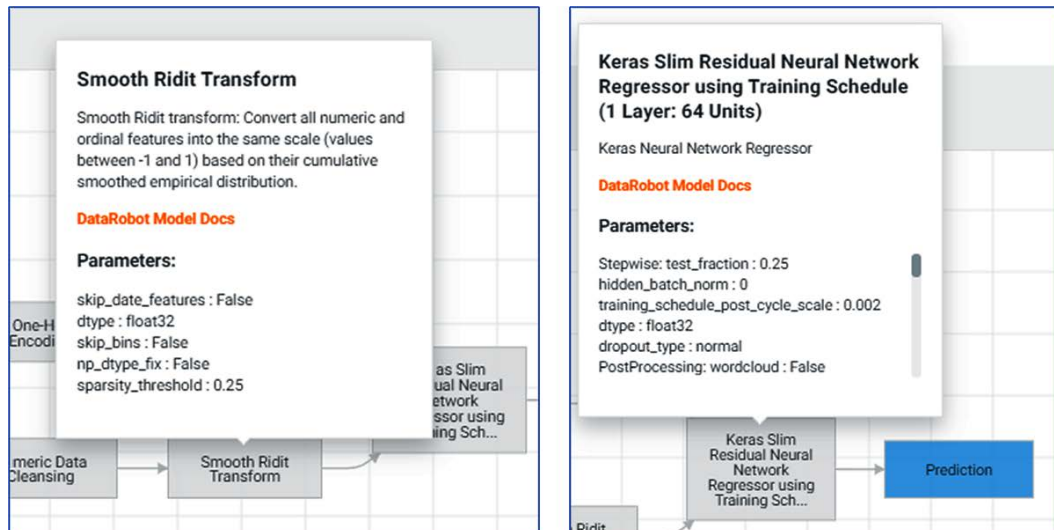 Smooth Ridit Transform
Smooth Ridit transform: Convert all numeric and
ordinal features into the same scale (values
between -1 and 1) based on their cumulative
smoothed empirical distribution.
DataRobot Model Docs
Parameters:
skip_date_features : False
dtype : float32
skip_bins : False
np_dtype_fix : False
sparsity_threshold : 0.25
One-H
Encodi
as Slim
ual Neural
etwork
ssor using
ning Sch...
meric Data
Cleansing
Smooth Ridit
Transform
Keras Slim Residual Neural Network
Regressor using Training Schedule
(1 Layer: 64 Units)
Keras Neural Network Regressor
DataRobot Model Docs
Parameters:
Stepwise: test_fraction : 0.25
hidden_batch_norm : 0
training_schedule_post_cycle_scale : 0.002
dtype : float32
dropout_type : normal
PostProcessing: wordcloud : False
Keras Slim
Residual Neural
Network
Regressor using
Training Sch...
Prediction
Ridit